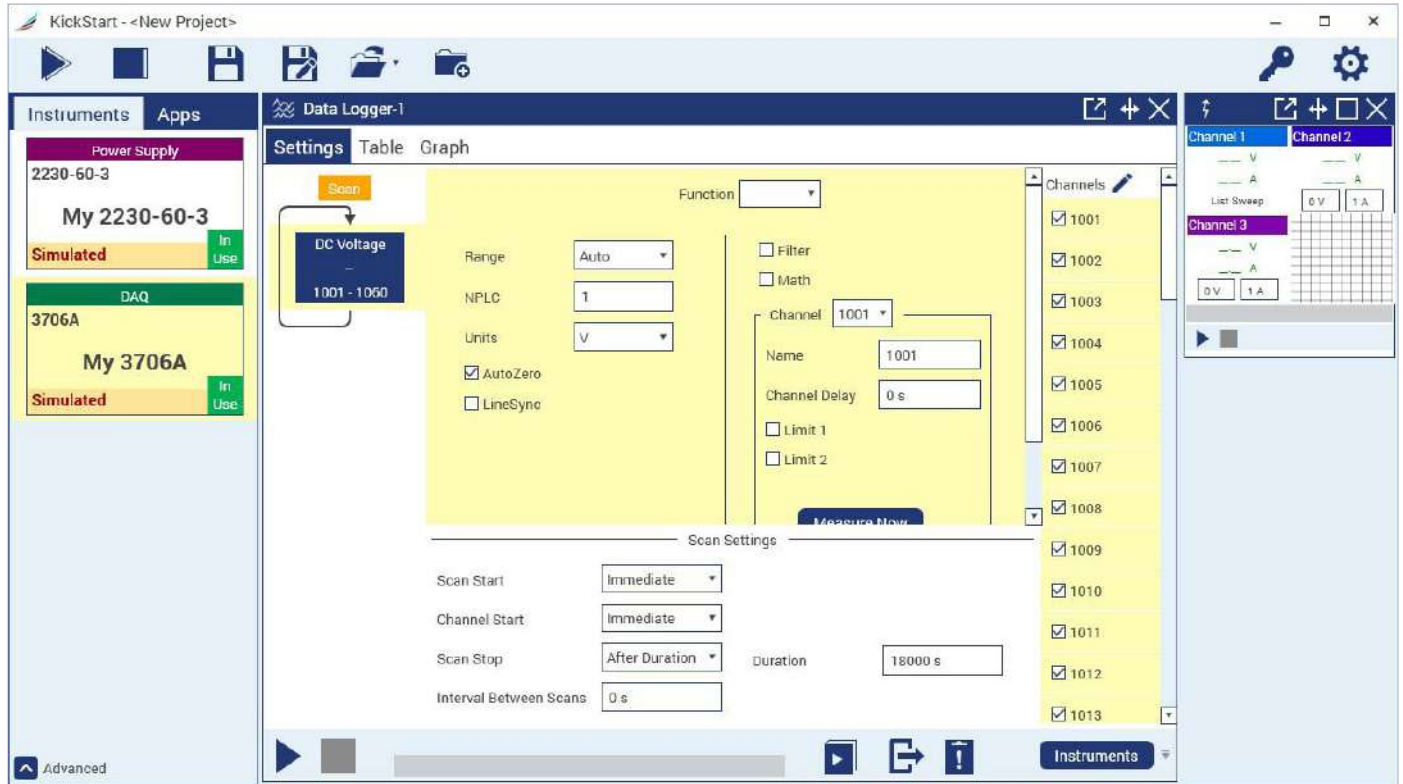 KickStart - <New Project>
Instruments Apps
Power Supply
2230-60-3
My 2230-60-3
Simulated
In Use
DAQ
3706A
My 3706A
Simulated
In Use
Advanced
Data Logger-1
Settings Table Graph
Scan
DC Voltage
–
1001 - 1060
Function
Range Auto
NPLC 1
Units V
AutoZero
LineSync
Filter
Math
Channel 1001
Name 1001
Channel Delay 0 s
Limit 1
Limit 2
Measure Now
Scan Settings
Scan Start Immediate
Channel Start Immediate
Scan Stop After Duration Duration 18000 s
Interval Between Scans 0 s
Channels
1001
1002
1003
1004
1005
1006
1007
1008
1009
1010
1011
1012
1013
Instruments
Channel 1 Channel 2
--.-- V --.-- V
--.-- A --.-- A
List Sweep 0 V 1 A
Channel 3
--.-- V
--.-- A
0 V 1 A